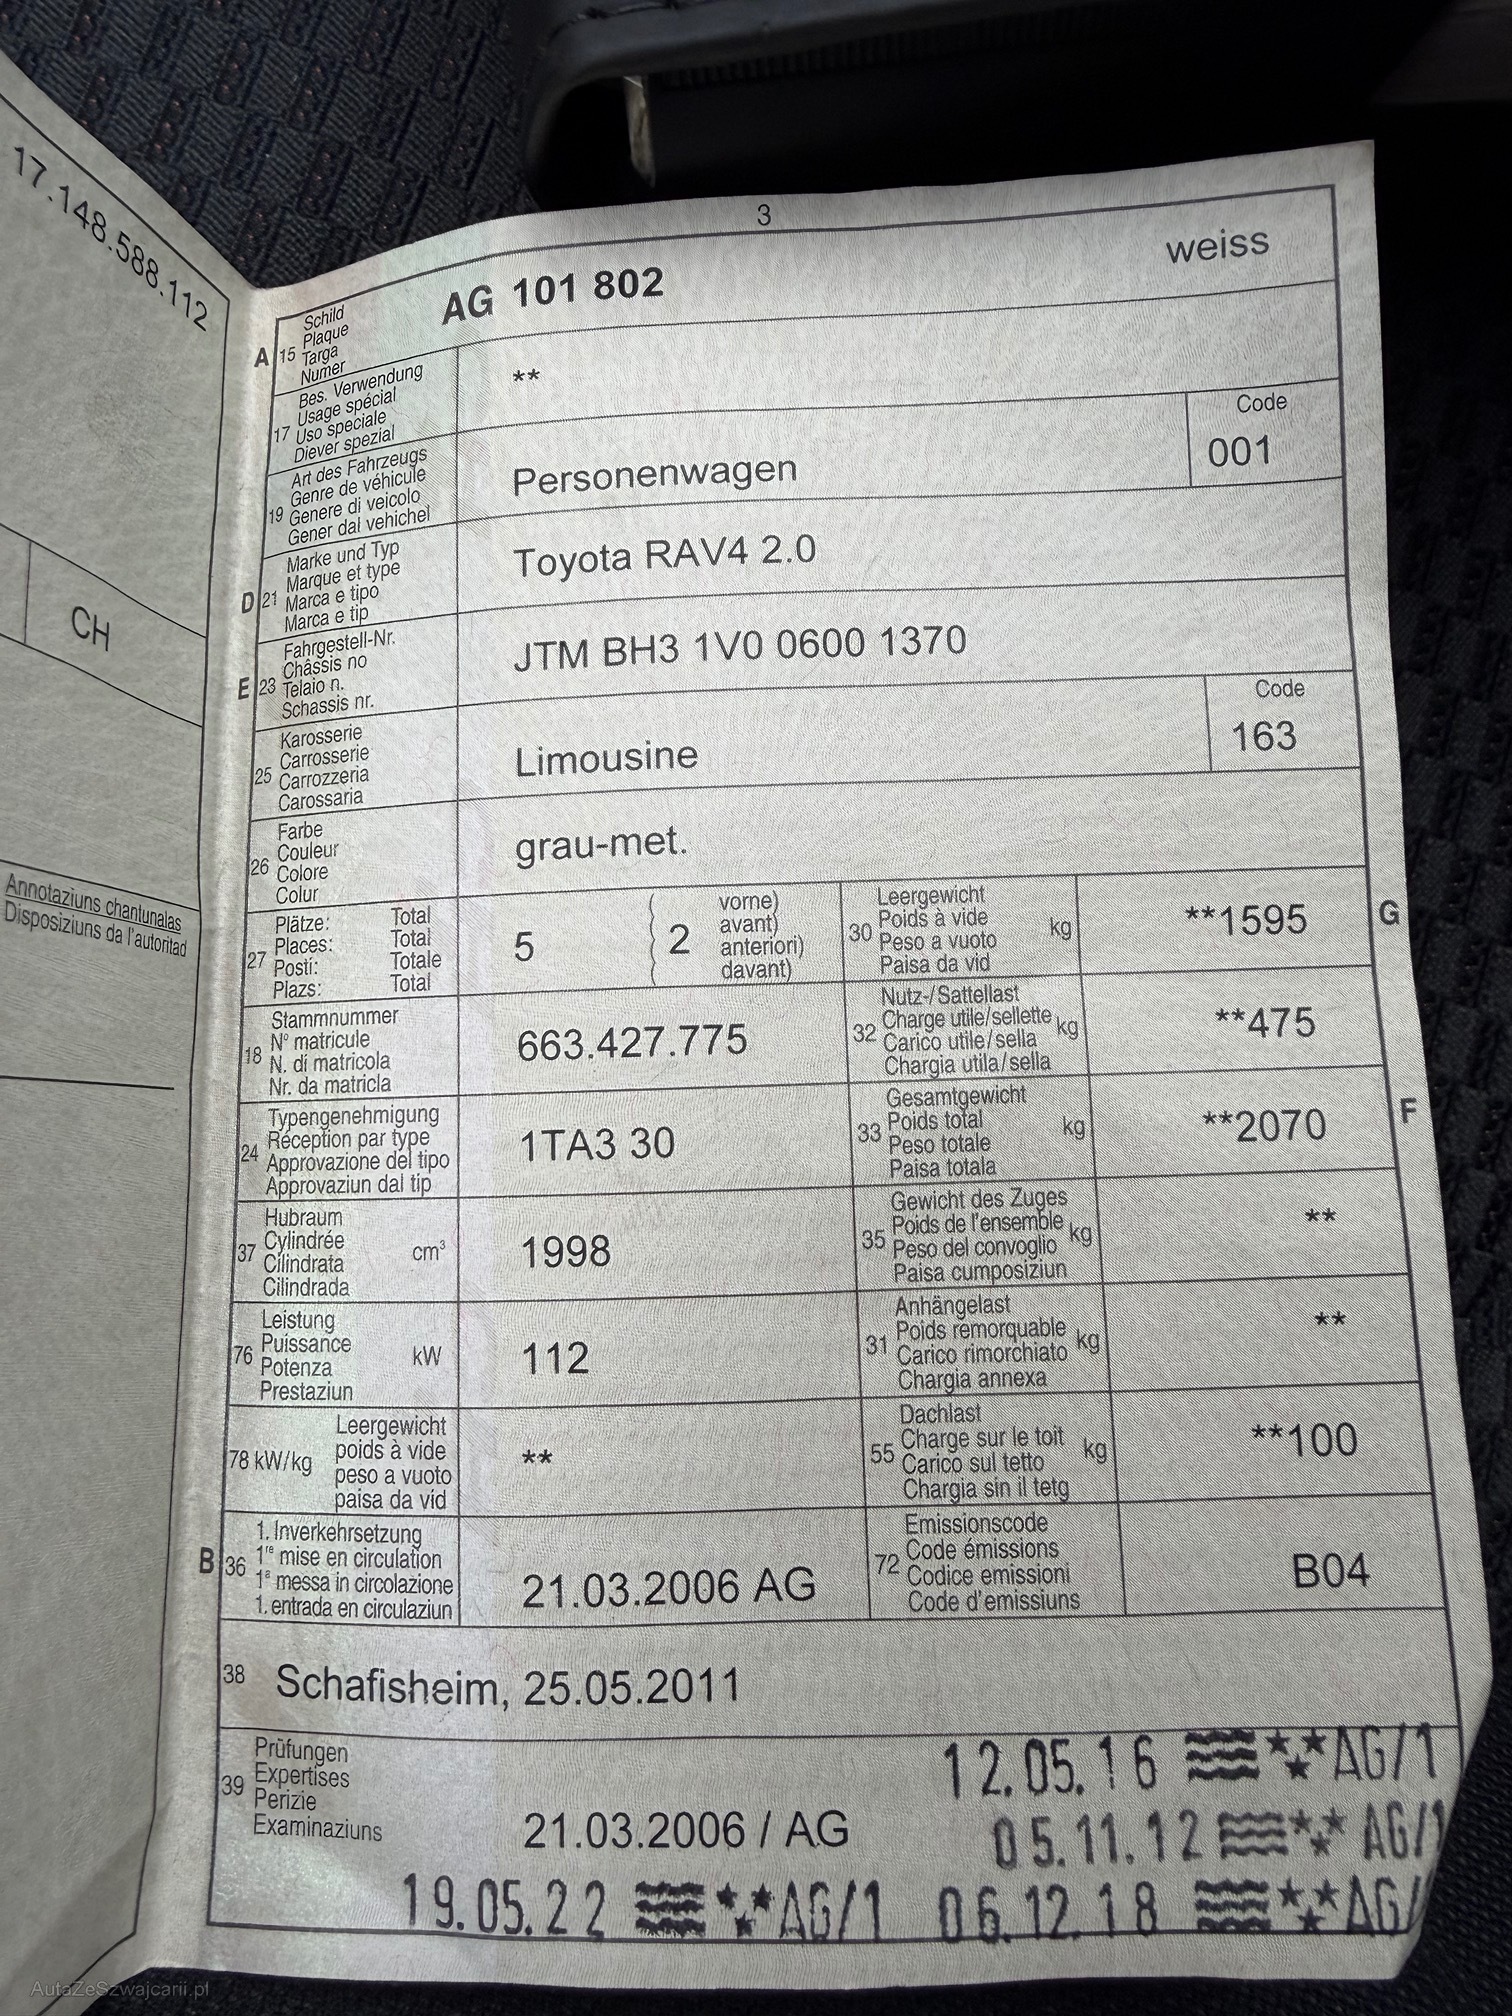 17.148.588.112
CH
Annotaziuns chantunalas
Disposiziuns da l'autoritad
3
A 15 Schild
Plaque
Targa
Numer
AG 101 802
weiss
17 Bes. Verwendung
Usage spécial
Uso speciale
Diever spezial
**
19 Art des Fahrzeugs
Genre de véhicule
Genere di veicolo
Gener dal vehichel
Personenwagen
Code
001
D 21 Marke und Typ
Marque et type
Marca e tipo
Marca e tip
Toyota RAV4 2.0
E 23 Fahrgestell-Nr.
Châssis no
Telaio n.
Schassis nr.
JTM BH3 1V0 0600 1370
25 Karosserie
Carrosserie
Carrozzeria
Carossaria
Limousine
Code
163
26 Farbe
Couleur
Colore
Colur
grau-met.
27 Plätze: Total
Places: Total
Posti: Totale
Plazs: Total
5
2
vorne)
avant)
anteriori)
davant)
30 Leergewicht
Poids à vide
Peso a vuoto
Paisa da vid
kg
**1595
G
18 Stammnummer
N° matricule
N. di matricola
Nr. da matricla
663.427.775
32 Nutz-/Sattellast
Charge utile/sellette
Carico utile/sella
Chargia utila/sella
kg
**475
24 Typengenehmigung
Réception par type
Approvazione del tipo
Approvaziun dal tip
1TA3 30
33 Gesamtgewicht
Poids total
Peso totale
Paisa totala
kg
**2070
F
37 Hubraum
Cylindrée
Cilindrata
Cilindrada
cm³
1998
35 Gewicht des Zuges
Poids de l'ensemble
Peso del convoglio
Paisa cumposiziun
kg
**
76 Leistung
Puissance
Potenza
Prestaziun
kW
112
31 Anhängelast
Poids remorquable
Carico rimorchiato
Chargia annexa
kg
**
78 kW/kg
Leergewicht
poids à vide
peso a vuoto
paisa da vid
**
55 Dachlast
Charge sur le toit
Carico sul tetto
Chargia sin il tetg
kg
**100
B 36 1. Inverkehrsetzung
1re mise en circulation
1a messa in circolazione
1. entrada en circulaziun
21.03.2006 AG
72 Emissionscode
Code émissions
Codice emissioni
Code d'emissiuns
B04
38 Schafisheim, 25.05.2011
39 Prüfungen
Expertises
Perizie
Examinaziuns
12.05.16 AG/1
21.03.2006 / AG
05.11.12 AG/1
19.05.22 AG/1
06.12.18 AG/
AutaZeSzwajcarii.pl